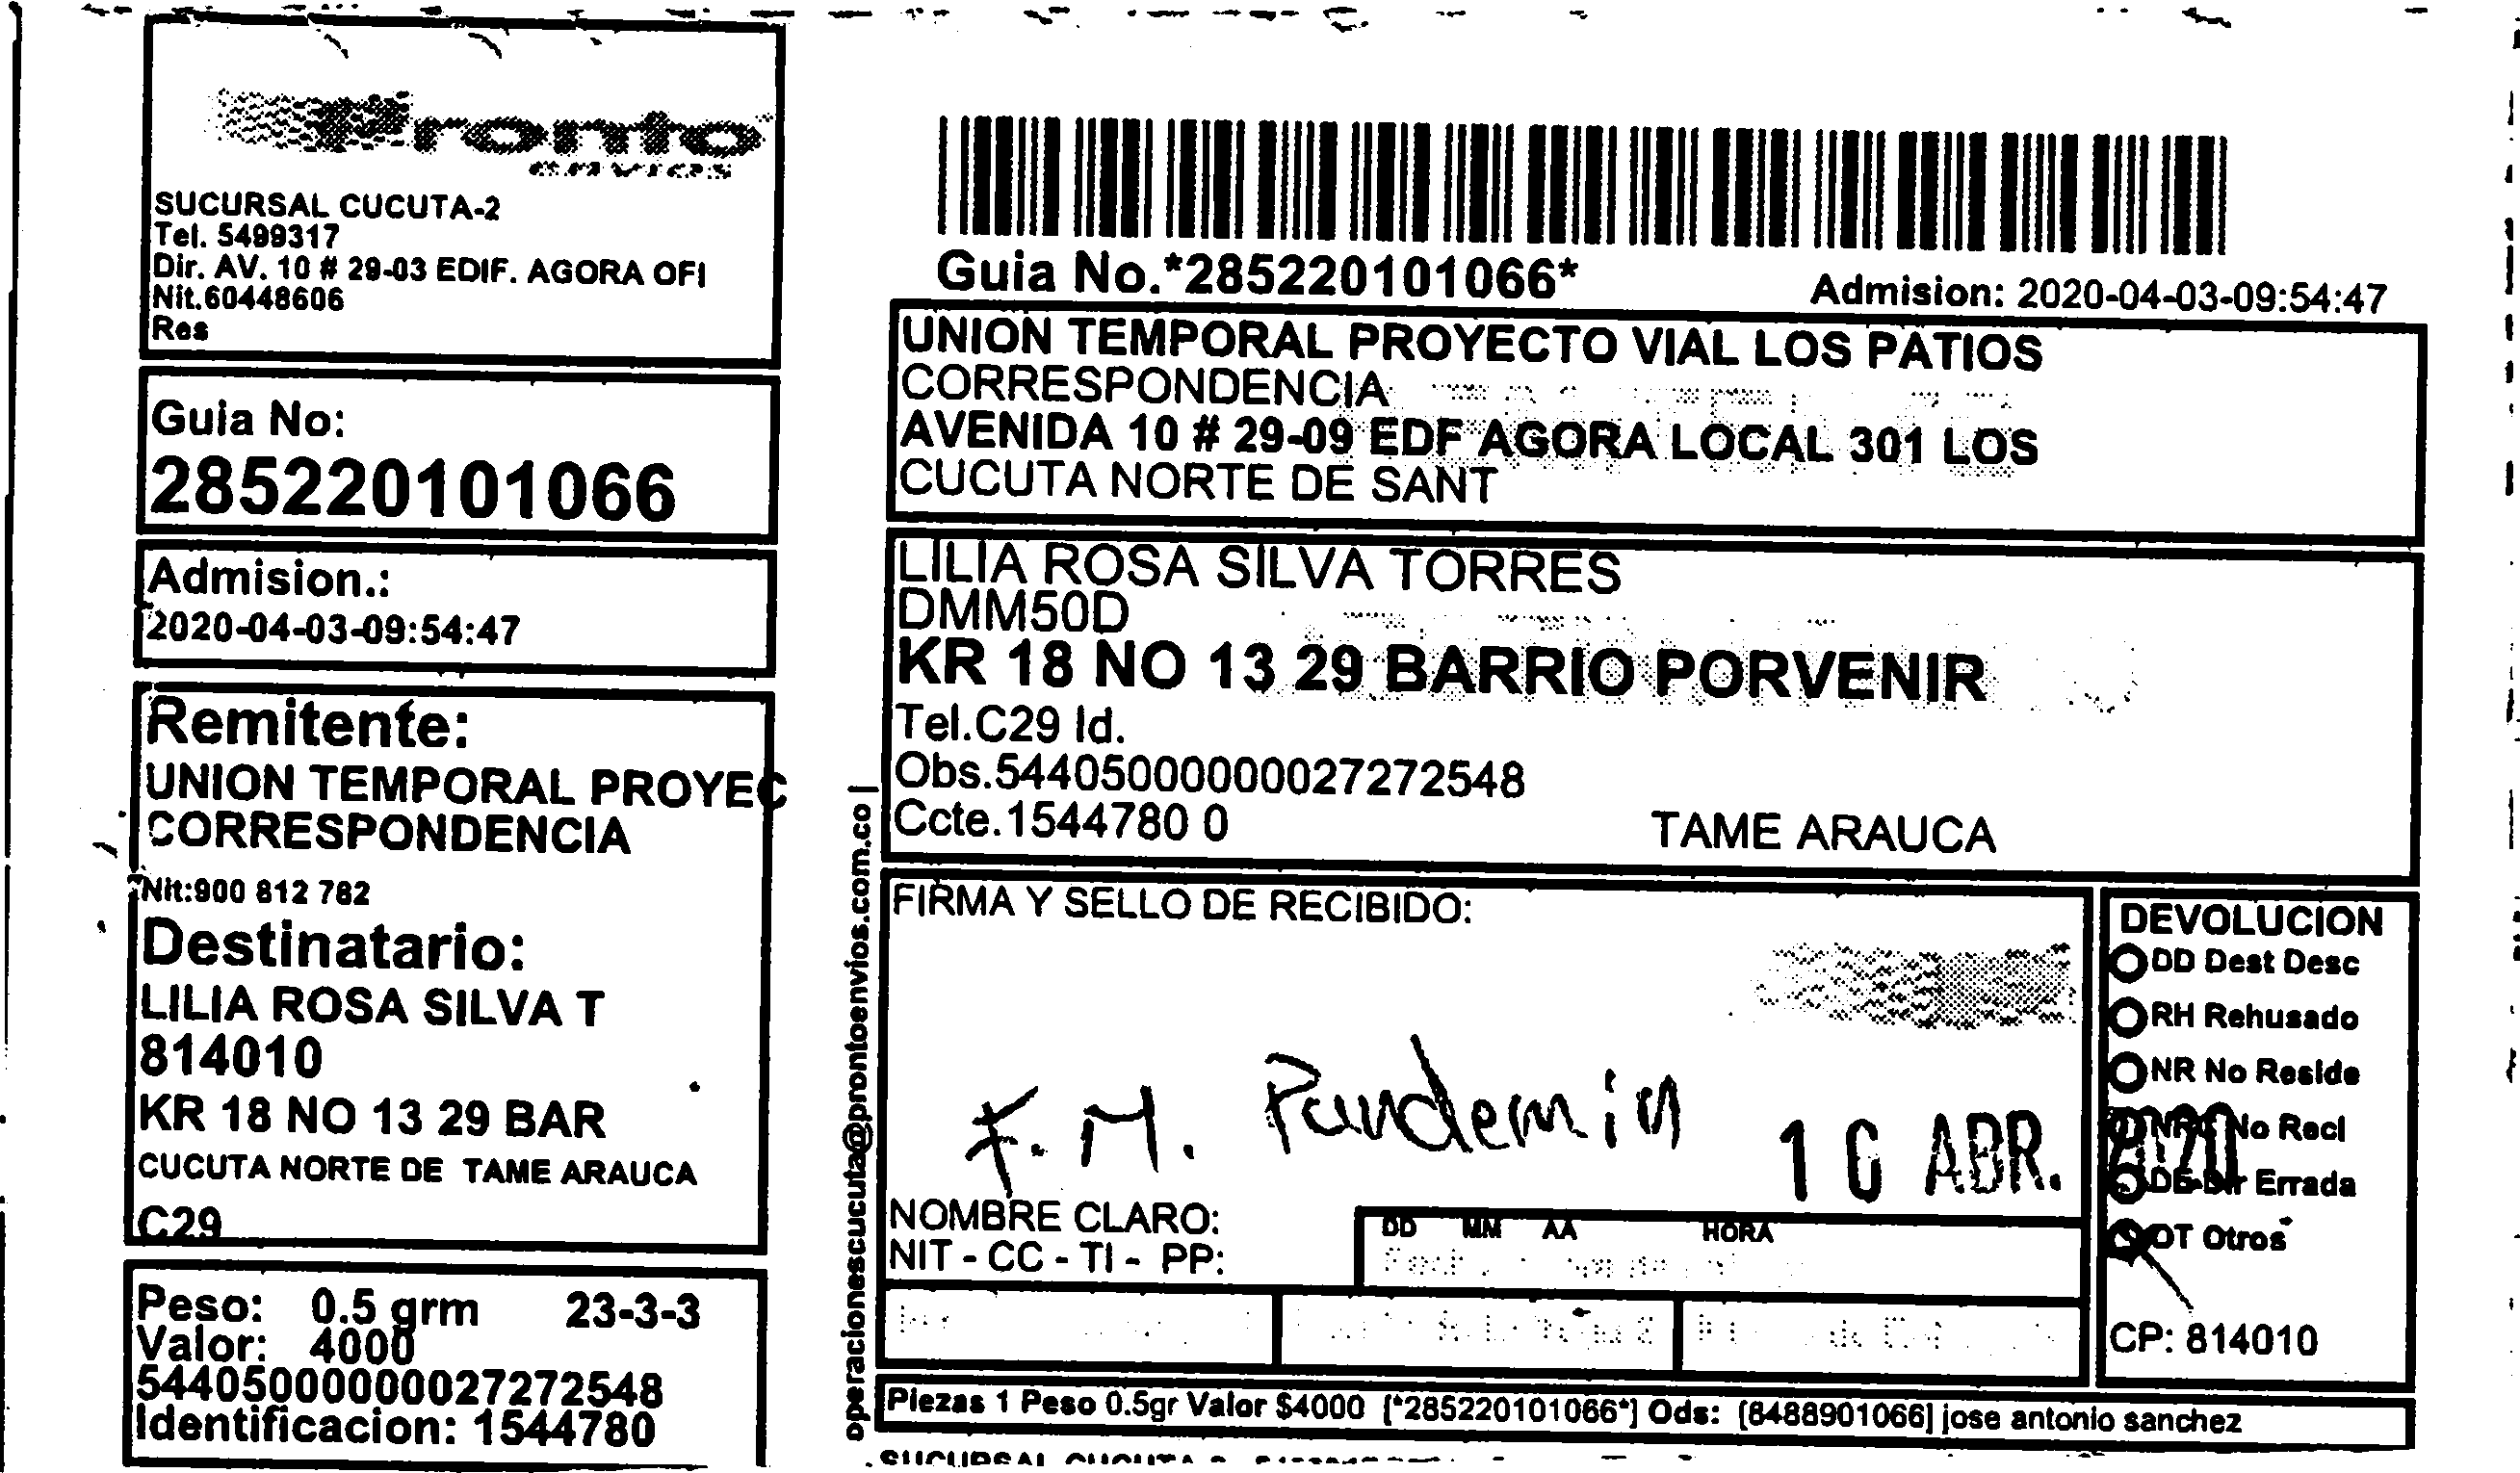 Pronto
envios
SUCURSAL CUCUTA-2
Tel. 5499317
Dir. AV. 10 # 29-03 EDIF. AGORA OFI
Nit.60448606
Res
Guia No:
285220101066
Admision.:
2020-04-03-09:54:47
Remitente:
UNION TEMPORAL PROYEC
CORRESPONDENCIA
Nit:900 812 782
Destinatario:
LILIA ROSA SILVA T
814010
KR 18 NO 13 29 BAR
CUCUTA NORTE DE TAME ARAUCA
C29
Peso: 0.5 grm 23-3-3
Valor: 4000
544050000000027272548
Identificacion: 1544780
operacionescucuta@prontoenvios.com.co |
Guia No.*285220101066*
Admision: 2020-04-03-09:54:47
UNION TEMPORAL PROYECTO VIAL LOS PATIOS
CORRESPONDENCIA
AVENIDA 10 # 29-09 EDF AGORA LOCAL 301 LOS
CUCUTA NORTE DE SANT
LILIA ROSA SILVA TORRES
DMM50D
KR 18 NO 13 29 BARRIO PORVENIR
Tel.C29 Id.
Obs.544050000000027272548
Ccte.1544780 0
TAME ARAUCA
FIRMA Y SELLO DE RECIBIDO:
F.M. Pandemia
10 ABR. 2020
NOMBRE CLARO:
NIT - CC - TI - PP:
DD MM AA HORA
DEVOLUCION
DD Dest Desc
RH Rehusado
NR No Reside
NRC No Recl
DE Dir Errada
OT Otros
CP: 814010
Piezas 1 Peso 0.5gr Valor $4000 [*285220101066*] Ods: [8488901066] jose antonio sanchez